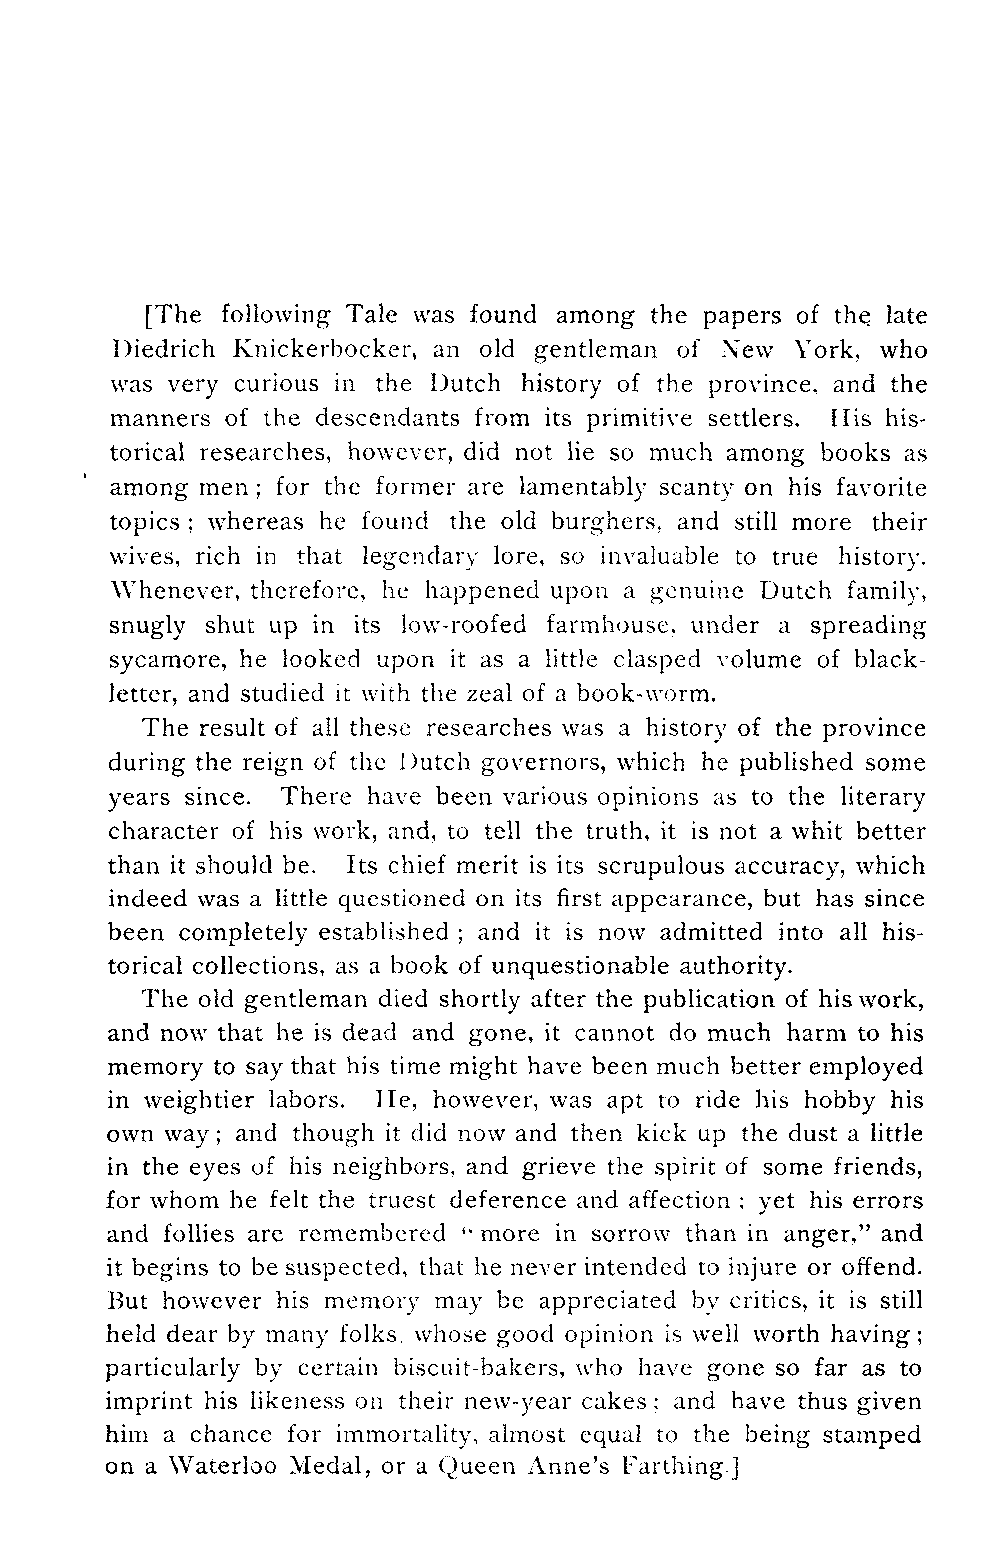 [The following Tale was found among the papers of the late
Diedrich Knickerbocker, an old gentleman of New York, who
was very curious in the Dutch history of the province, and the
manners of the descendants from its primitive settlers. His his-
torical researches, however, did not lie so much among books as
among men; for the former are lamentably scanty on his favorite
topics; whereas he found the old burghers, and still more their
wives, rich in that legendary lore, so invaluable to true history.
Whenever, therefore, he happened upon a genuine Dutch family,
snugly shut up in its low-roofed farmhouse, under a spreading
sycamore, he looked upon it as a little clasped volume of black-
letter, and studied it with the zeal of a book-worm.
The result of all these researches was a history of the province
during the reign of the Dutch governors, which he published some
years since. There have been various opinions as to the literary
character of his work, and, to tell the truth, it is not a whit better
than it should be. Its chief merit is its scrupulous accuracy, which
indeed was a little questioned on its first appearance, but has since
been completely established; and it is now admitted into all his-
torical collections, as a book of unquestionable authority.
The old gentleman died shortly after the publication of his work,
and now that he is dead and gone, it cannot do much harm to his
memory to say that his time might have been much better employed
in weightier labors. He, however, was apt to ride his hobby his
own way; and though it did now and then kick up the dust a little
in the eyes of his neighbors, and grieve the spirit of some friends,
for whom he felt the truest deference and affection; yet his errors
and follies are remembered "more in sorrow than in anger," and
it begins to be suspected, that he never intended to injure or offend.
But however his memory may be appreciated by critics, it is still
held dear by many folks, whose good opinion is well worth having;
particularly by certain biscuit-bakers, who have gone so far as to
imprint his likeness on their new-year cakes; and have thus given
him a chance for immortality, almost equal to the being stamped
on a Waterloo Medal, or a Queen Anne's Farthing.]